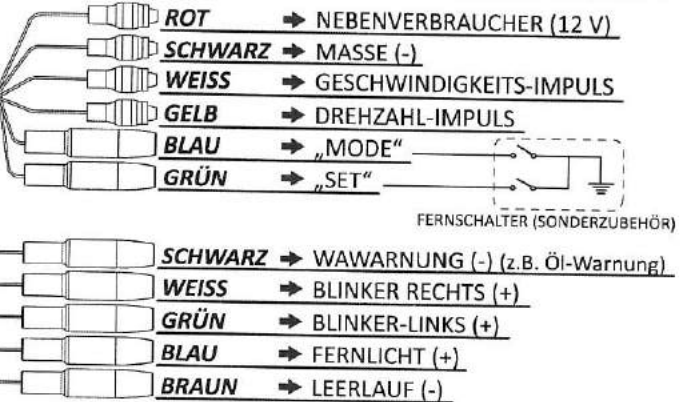 ROT ➡ NEBENVERBRAUCHER (12 V)
SCHWARZ ➡ MASSE (-)
WEISS ➡ GESCHWINDIGKEITS-IMPULS
GELB ➡ DREHZAHL-IMPULS
BLAU ➡ „MODE“
GRÜN ➡ „SET“
FERNSCHALTER (SONDERZUBEHÖR)
SCHWARZ ➡ WAWARNUNG (-) (z.B. Öl-Warnung)
WEISS ➡ BLINKER RECHTS (+)
GRÜN ➡ BLINKER-LINKS (+)
BLAU ➡ FERNLICHT (+)
BRAUN ➡ LEERLAUF (-)